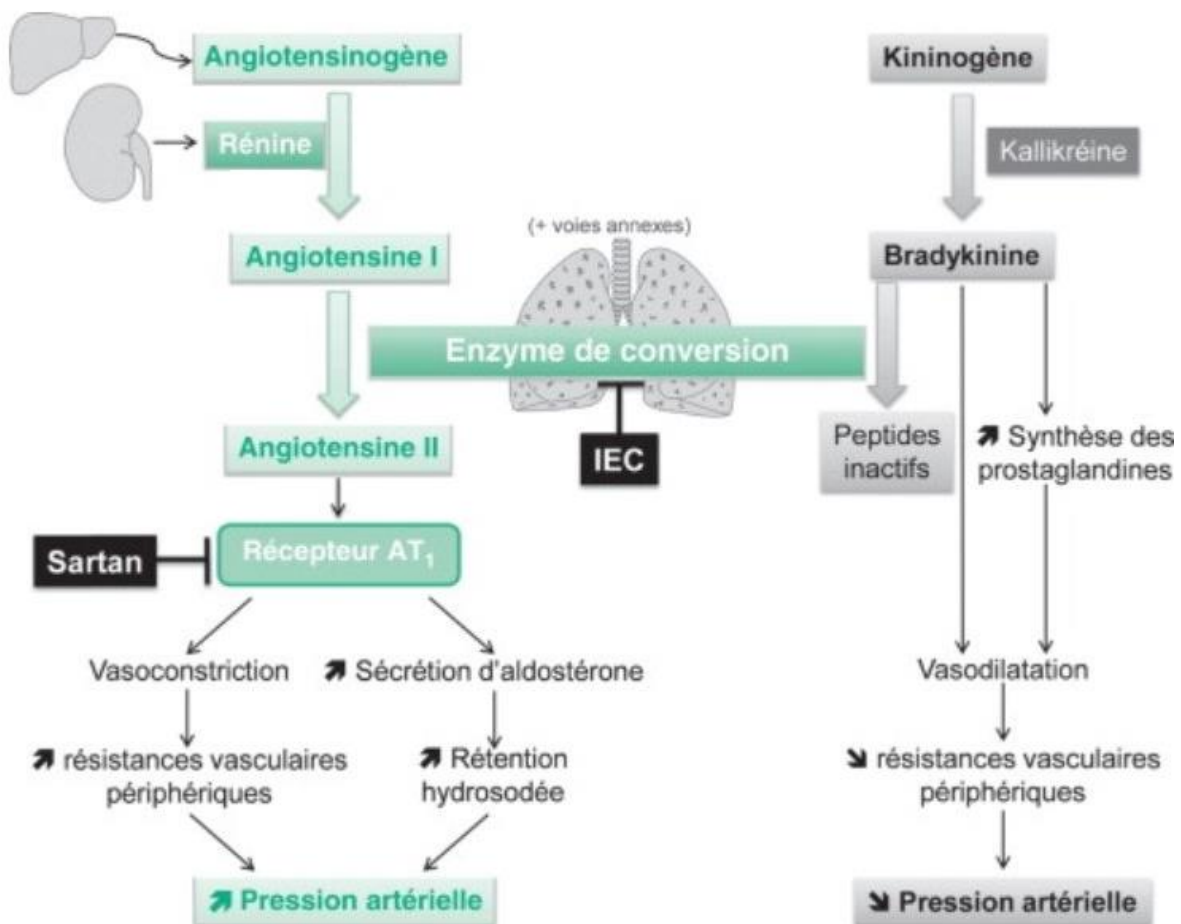 Angiotensinogène
Kininogène
Rénine
Kallikréine
(+ voies annexes)
Angiotensine I
Bradykinine
Enzyme de conversion
Angiotensine II
IEC
Peptides
inactifs
↗ Synthèse des
prostaglandines
Sartan
Récepteur AT₁
Vasoconstriction
↗ Sécrétion d'aldostérone
Vasodilatation
↗ résistances vasculaires
périphériques
↗ Rétention
hydrosodée
↘ résistances vasculaires
périphériques
↗ Pression artérielle
↘ Pression artérielle